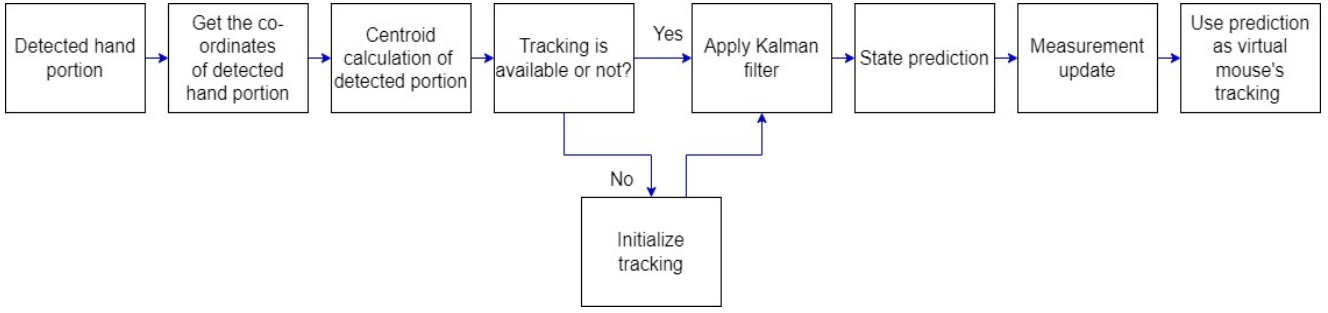 Detected hand
portion
Get the co-
ordinates
of detected
hand portion
Centroid
calculation of
detected portion
Tracking is
available or not?
Yes
Apply Kalman
filter
State prediction
Measurement
update
Use prediction
as virtual
mouse's
tracking
No
Initialize
tracking